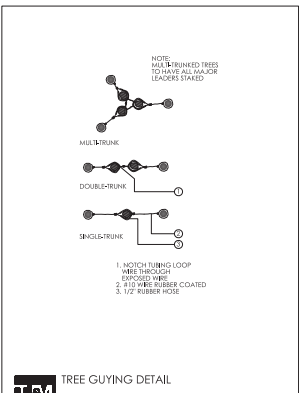 NOTE:
MULTI-TRUNKED TREES
TO HAVE ALL MAJOR
LEADERS STAKED
MULTI-TRUNK
DOUBLE-TRUNK
1
SINGLE-TRUNK
2
3
1. NOTCH TUBING LOOP
WIRE THROUGH
EXPOSED WIRE
2. #10 WIRE RUBBER COATED
3. 1/2" RUBBER HOSE
TREE GUYING DETAIL